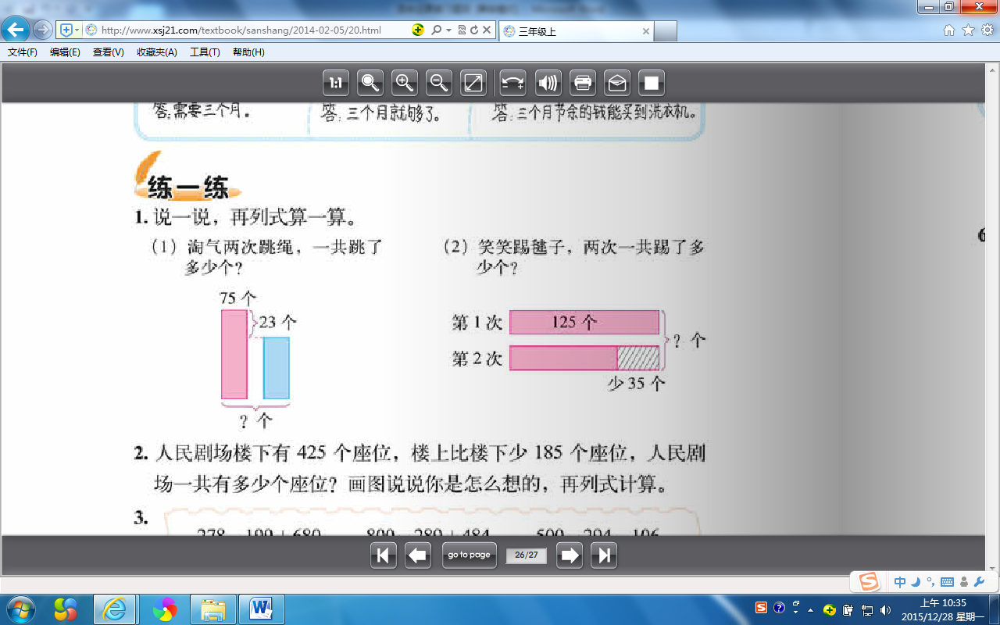 http://www.xsj21.com/textbook/sanshang/2014-02-05/20.html
三年级上
文件(F) 编辑(E) 查看(V) 收藏夹(A) 工具(T) 帮助(H)
1:1
答:需要三个月。 答:三个月就够了。 答:三个月节余的钱能买到洗衣机。
练一练
1. 说一说，再列式算一算。
（1）淘气两次跳绳，一共跳了
多少个？
（2）笑笑踢毽子，两次一共踢了多
少个？
75 个
23 个
? 个
第 1 次 125 个
? 个
第 2 次
少 35 个
6
2. 人民剧场楼下有 425 个座位，楼上比楼下少 185 个座位，人民剧
场一共有多少个座位？画图说说你是怎么想的，再列式计算。
3.
go to page 26/27
中
上午 10:35
2015/12/28 星期一